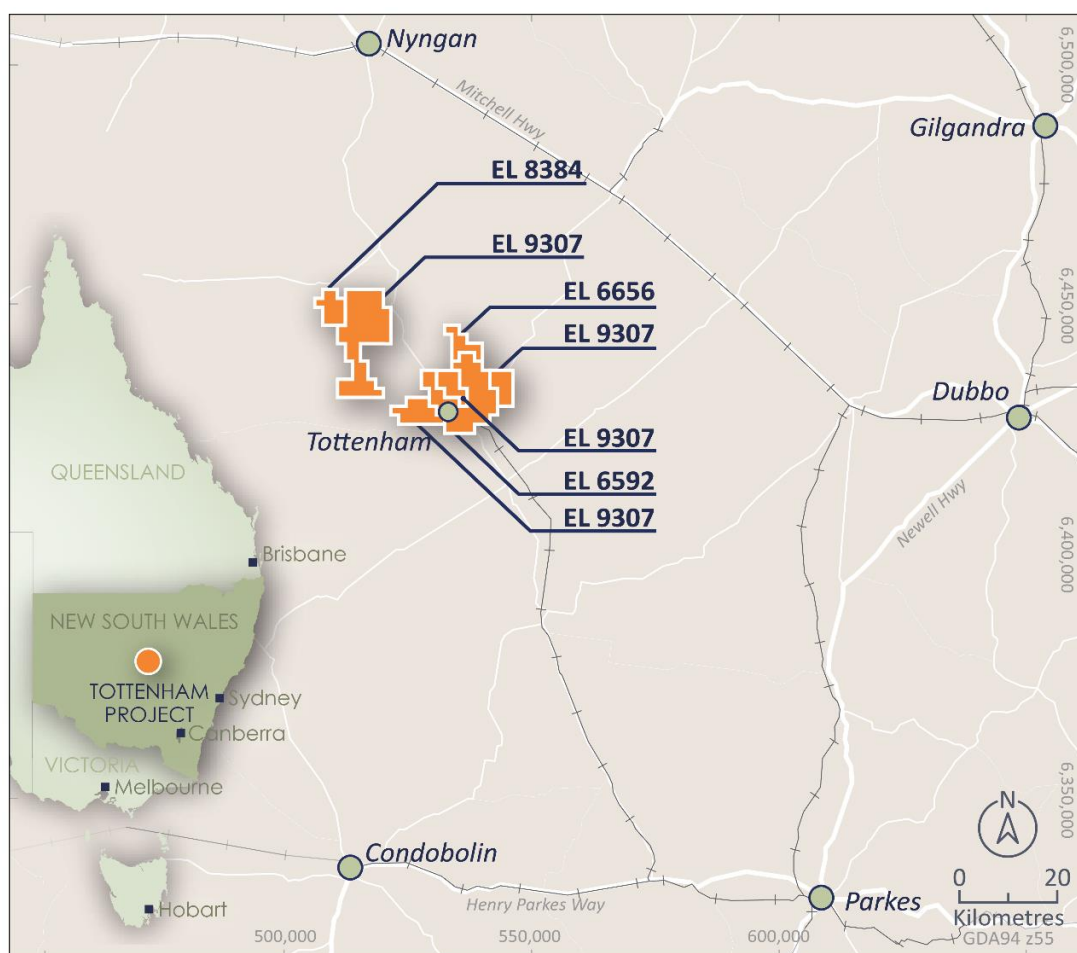 Nyngan
6,500,000
Mitchell Hwy
Gilgandra
EL 8384
EL 9307
EL 6656
6,450,000
EL 9307
Dubbo
Tottenham
EL 9307
QUEENSLAND
EL 6592
EL 9307
Newell Hwy
6,400,000
Brisbane
NEW SOUTH WALES
TOTTENHAM
PROJECT
Sydney
Canberra
VICTORIA
Melbourne
6,350,000
N
Condobolin
0 20
Henry Parkes Way
Parkes
Kilometres
Hobart
500,000
550,000
600,000
GDA94 z55